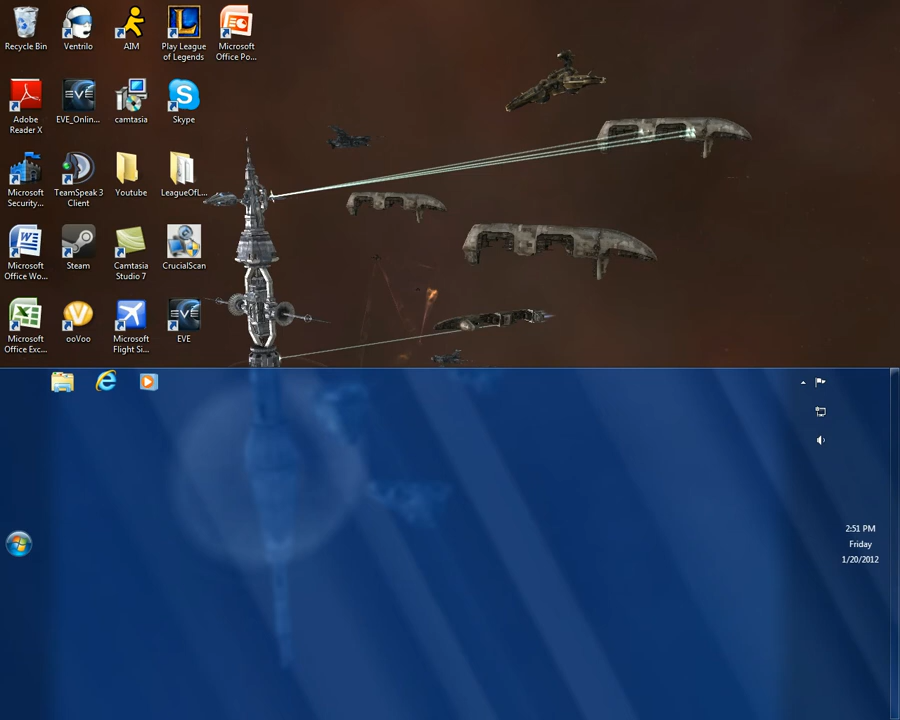 Recycle Bin
Ventrilo
AIM
Play League
of Legends
Microsoft
Office Po...
Adobe
Reader X
EVE_Onlin...
camtasia
Skype
Microsoft
Security...
TeamSpeak 3
Client
Youtube
LeagueOfL...
Microsoft
Office Wo...
Steam
Camtasia
Studio 7
CrucialScan
Microsoft
Office Exc...
ooVoo
Microsoft
Flight Si...
EVE
2:51 PM
Friday
1/20/2012